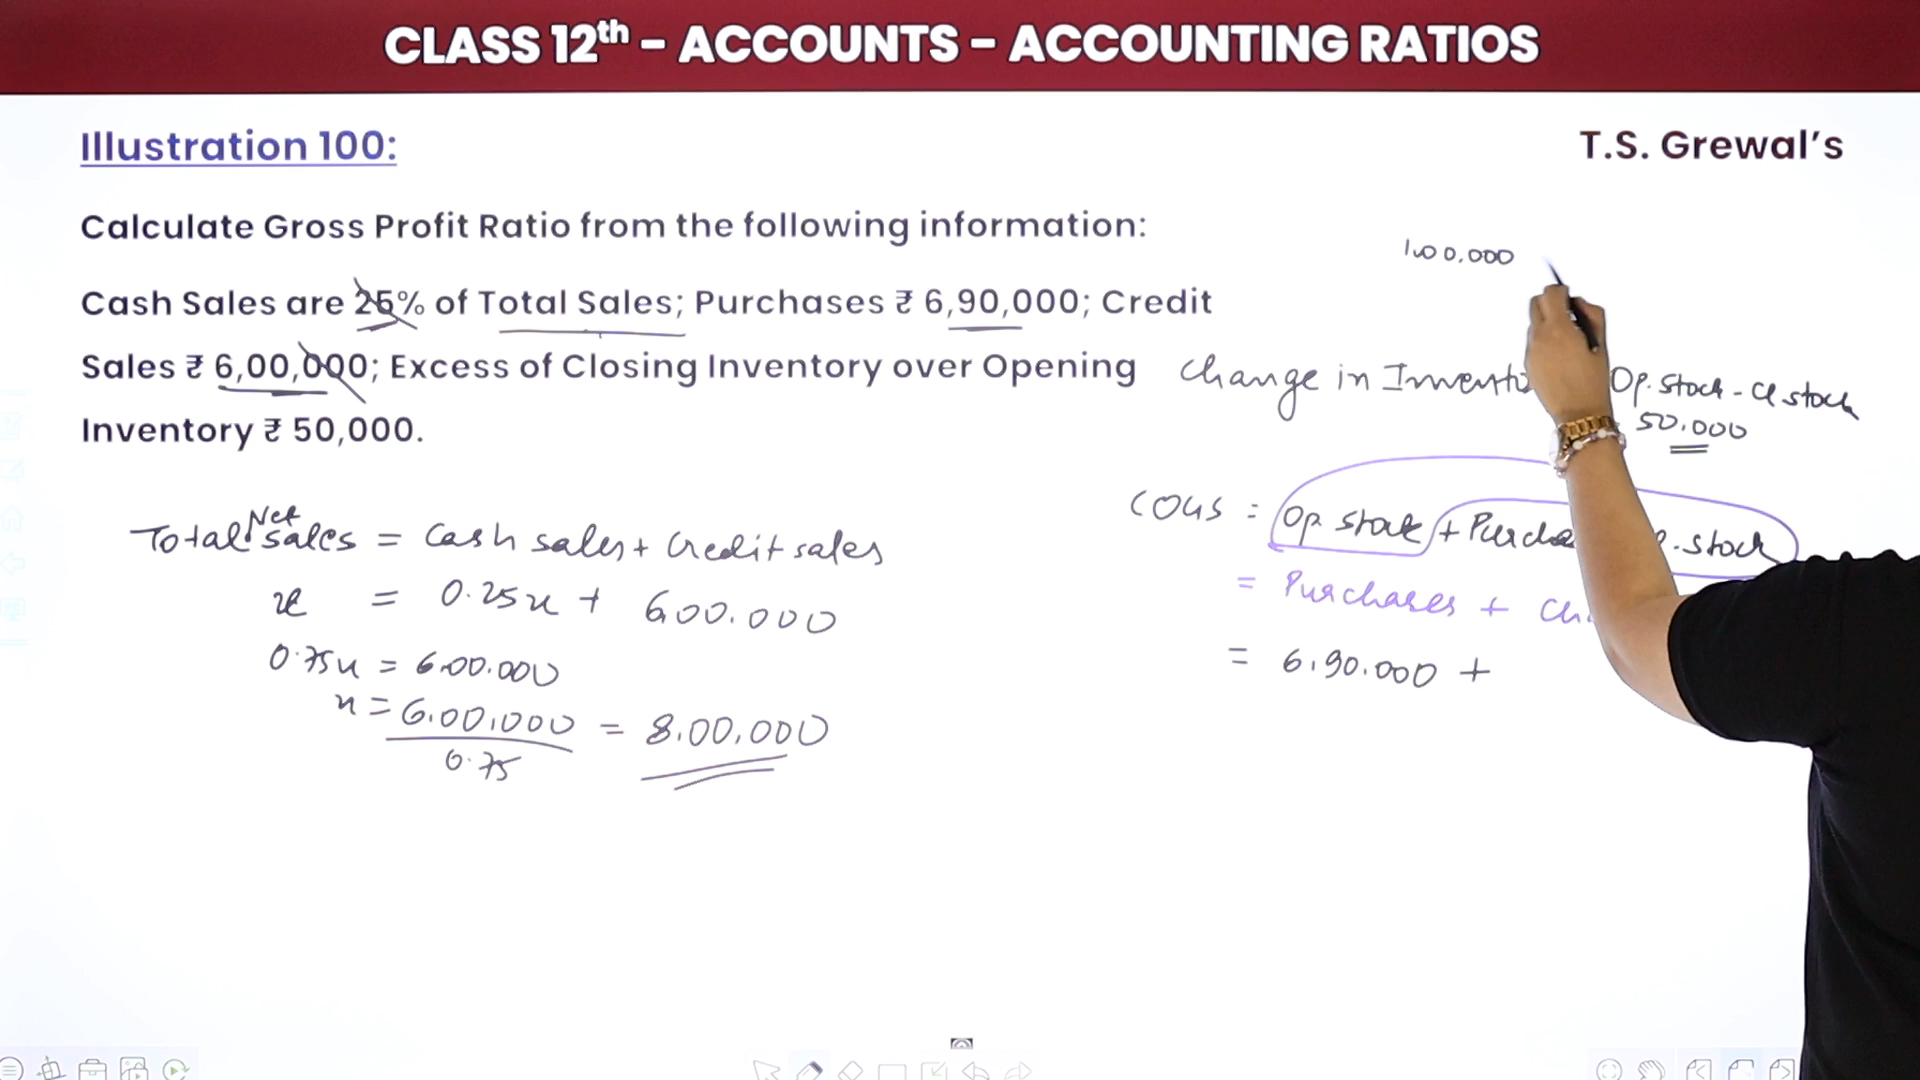 CLASS 12th - ACCOUNTS - ACCOUNTING RATIOS
Illustration 100:
T.S. Grewal's
Calculate Gross Profit Ratio from the following information:
Cash Sales are 25% of Total Sales; Purchases ₹ 6,90,000; Credit
Sales ₹ 6,00,000; Excess of Closing Inventory over Opening
Inventory ₹ 50,000.
1,00,000
Change in Op. stock - Cl stock
50,000
Total Net sales = Cash sales + Credit sales
x = 0.25x + 6,00,000
0.75x = 6,00,000
x = 6,00,000 = 8,00,000
0.75
COGS = Op. stock + stock
= Purchases +
= 6,90,000 +